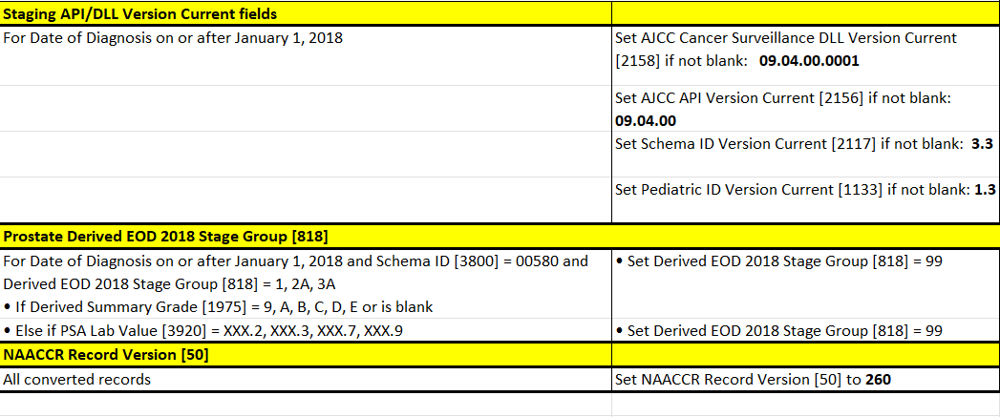 Staging API/DLL Version Current fields
For Date of Diagnosis on or after January 1, 2018
Set AJCC Cancer Surveillance DLL Version Current
[2158] if not blank:   09.04.00.0001
Set AJCC API Version Current [2156] if not blank:
09.04.00
Set Schema ID Version Current [2117] if not blank:  3.3
Set Pediatric ID Version Current [1133] if not blank: 1.3
Prostate Derived EOD 2018 Stage Group [818]
For Date of Diagnosis on or after January 1, 2018 and Schema ID [3800] = 00580 and
Derived EOD 2018 Stage Group [818] = 1, 2A, 3A
• If Derived Summary Grade [1975] = 9, A, B, C, D, E or is blank
• Set Derived EOD 2018 Stage Group [818] = 99
• Else if PSA Lab Value [3920] = XXX.2, XXX.3, XXX.7, XXX.9
• Set Derived EOD 2018 Stage Group [818] = 99
NAACCR Record Version [50]
All converted records
Set NAACCR Record Version [50] to 260